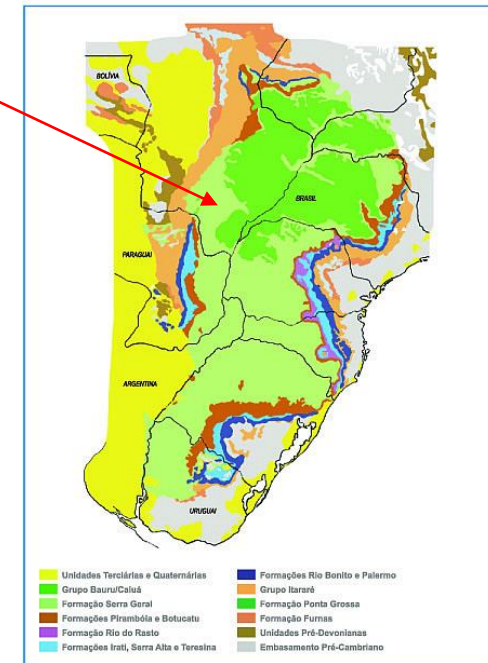 BOLÍVIA
BRASIL
PARAGUAI
ARGENTINA
URUGUAI
Unidades Terciárias e Quaternárias
Grupo Bauru/Caiuá
Formação Serra Geral
Formações Pirambóia e Botucatu
Formação Rio do Rasto
Formações Irati, Serra Alta e Teresina
Formações Rio Bonito e Palermo
Grupo Itararé
Formação Ponta Grossa
Formação Furnas
Unidades Pré-Devonianas
Embasamento Pré-Cambriano